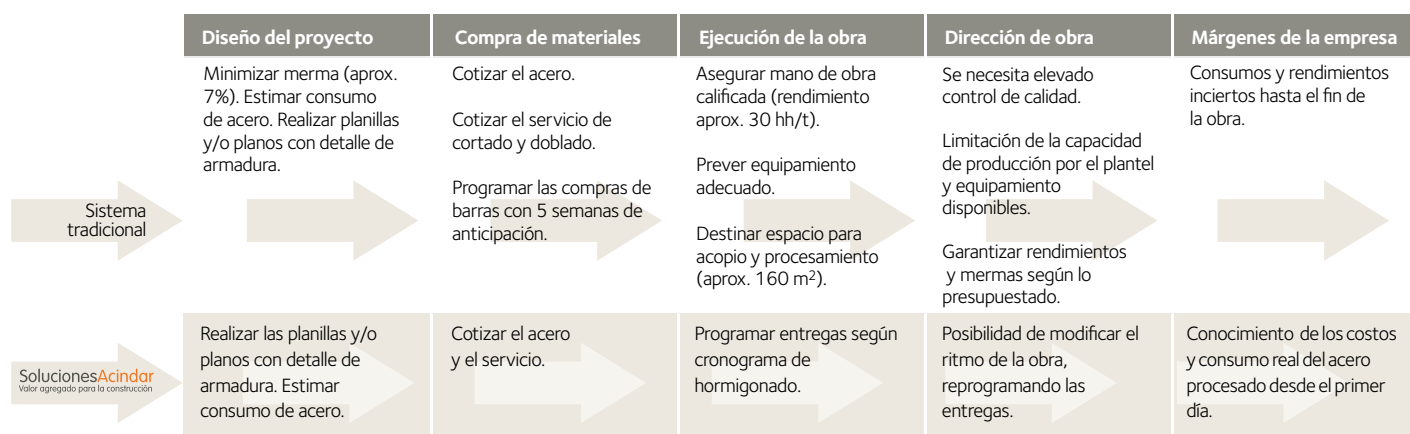 Diseño del proyecto
Compra de materiales
Ejecución de la obra
Dirección de obra
Márgenes de la empresa
Sistema
tradicional
Minimizar merma (aprox.
7%). Estimar consumo
de acero. Realizar planillas
y/o planos con detalle de
armadura.
Cotizar el acero.
Cotizar el servicio de
cortado y doblado.
Programar las compras de
barras con 5 semanas de
anticipación.
Asegurar mano de obra
calificada (rendimiento
aprox. 30 hh/t).
Prever equipamiento
adecuado.
Destinar espacio para
acopio y procesamiento
(aprox. 160 m²).
Se necesita elevado
control de calidad.
Limitación de la capacidad
de producción por el plantel
y equipamiento
disponibles.
Garantizar rendimientos
y mermas según lo
presupuestado.
Consumos y rendimientos
inciertos hasta el fin de
la obra.
SolucionesAcindar
Valor agregado para la construcción
Realizar las planillas y/o
planos con detalle de
armadura. Estimar
consumo de acero.
Cotizar el acero
y el servicio.
Programar entregas según
cronograma de
hormigonado.
Posibilidad de modificar el
ritmo de la obra,
reprogramando las
entregas.
Conocimiento de los costos
y consumo real del acero
procesado desde el primer
día.